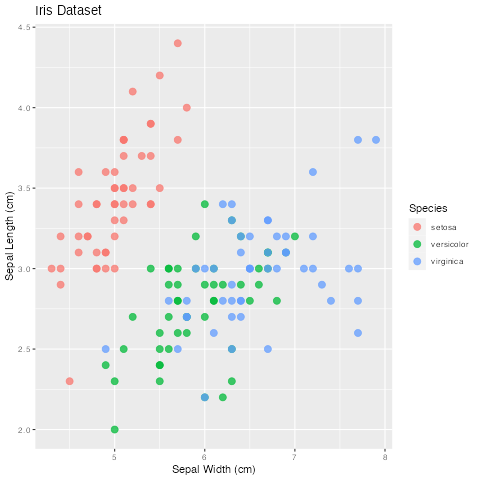 Iris Dataset
4.5
4.0
3.5
3.0
2.5
2.0
Sepal Length (cm)
5
6
7
8
Sepal Width (cm)
Species
setosa
versicolor
virginica